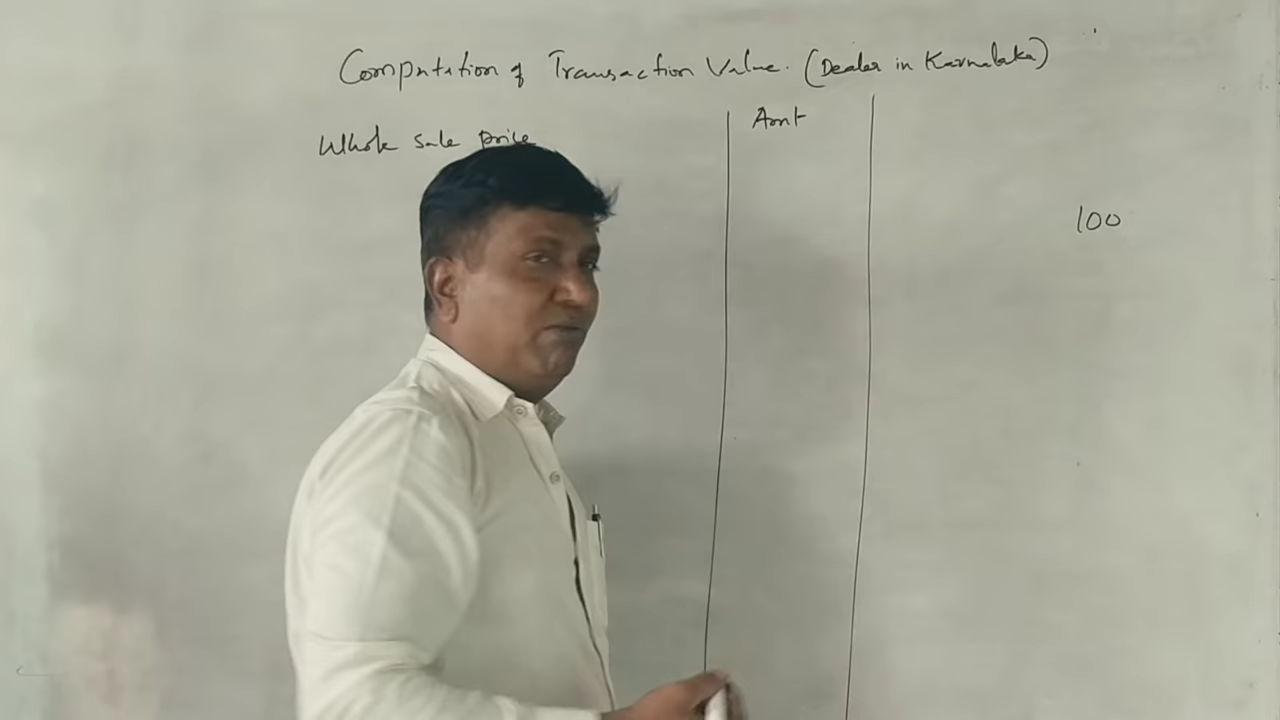 Computation of Transaction Value. (Dealer in Karnataka)
Amt
Whole sale price
100